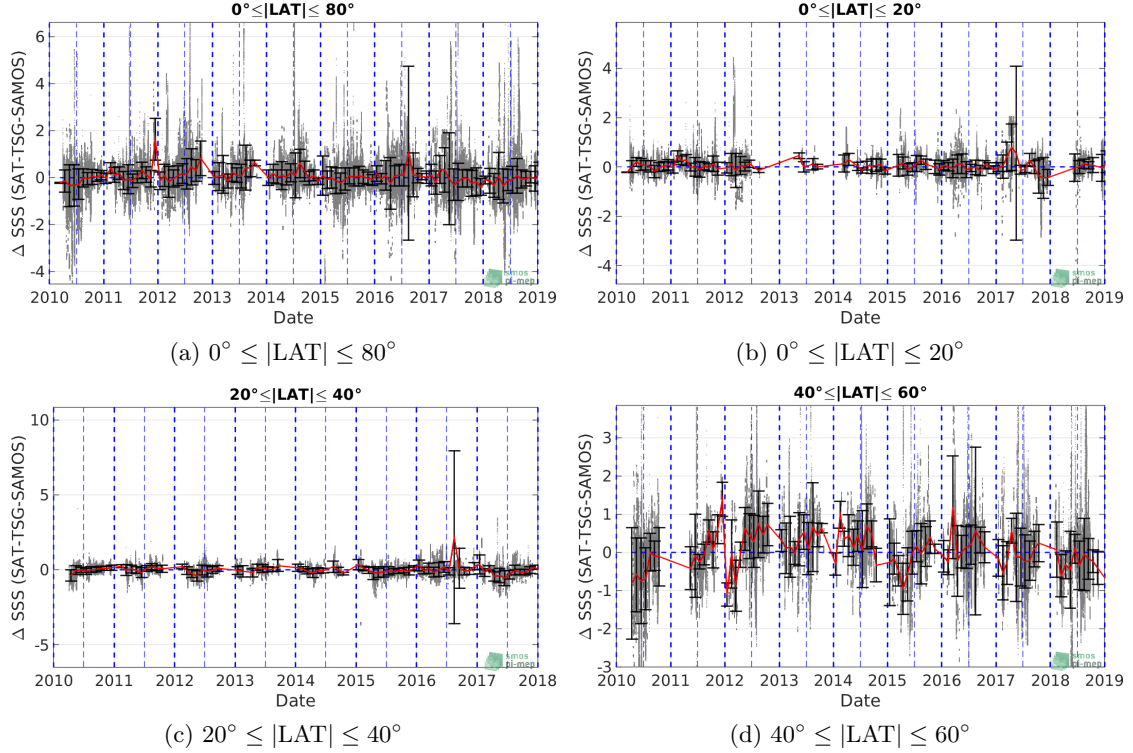 0°≤|LAT|≤ 80°
Δ SSS (SAT-TSG-SAMOS)
6
4
2
0
-2
-4
2010 2011 2012 2013 2014 2015 2016 2017 2018 2019
Date
smos
pi-mep
(a) 0° ≤ |LAT| ≤ 80°
0°≤|LAT|≤ 20°
Δ SSS (SAT-TSG-SAMOS)
4
2
0
-2
-4
2010 2011 2012 2013 2014 2015 2016 2017 2018 2019
Date
smos
pi-mep
(b) 0° ≤ |LAT| ≤ 20°
20°≤|LAT|≤ 40°
Δ SSS (SAT-TSG-SAMOS)
10
5
0
-5
2010 2011 2012 2013 2014 2015 2016 2017 2018
Date
smos
pi-mep
(c) 20° ≤ |LAT| ≤ 40°
40°≤|LAT|≤ 60°
Δ SSS (SAT-TSG-SAMOS)
3
2
1
0
-1
-2
-3
2010 2011 2012 2013 2014 2015 2016 2017 2018 2019
Date
smos
pi-mep
(d) 40° ≤ |LAT| ≤ 60°